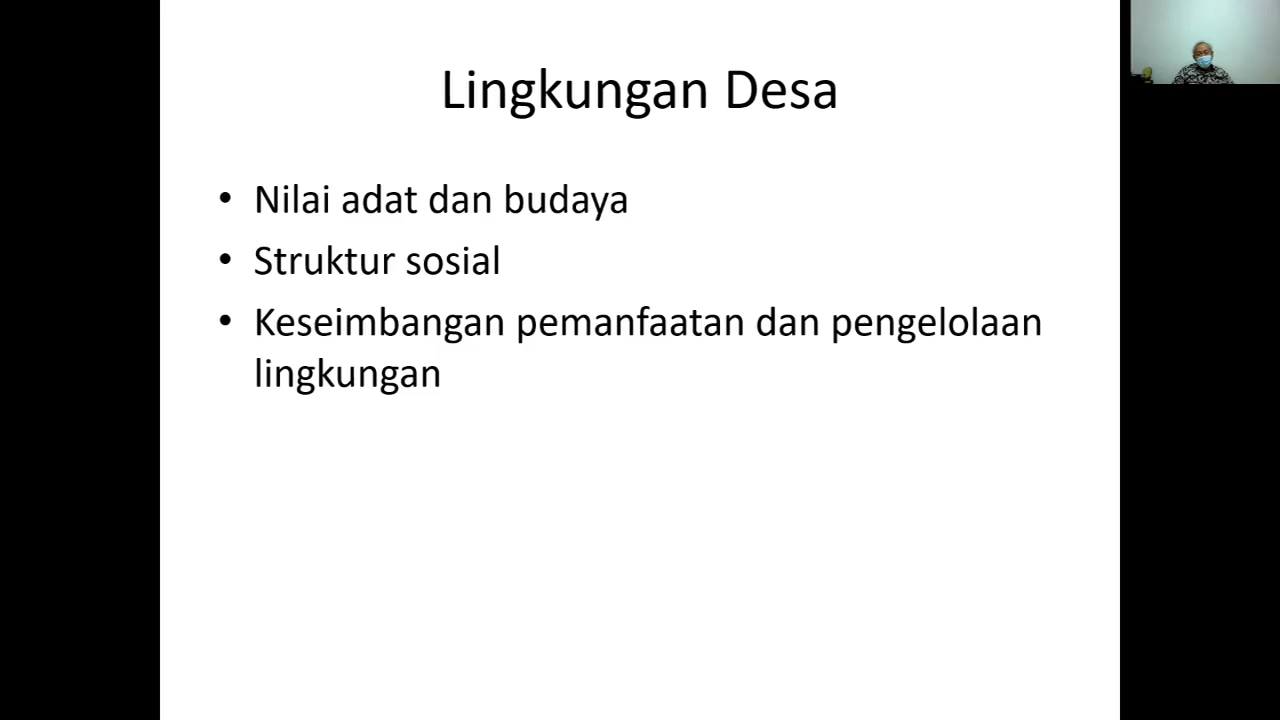 Lingkungan Desa
• Nilai adat dan budaya
• Struktur sosial
• Keseimbangan pemanfaatan dan pengelolaan
lingkungan